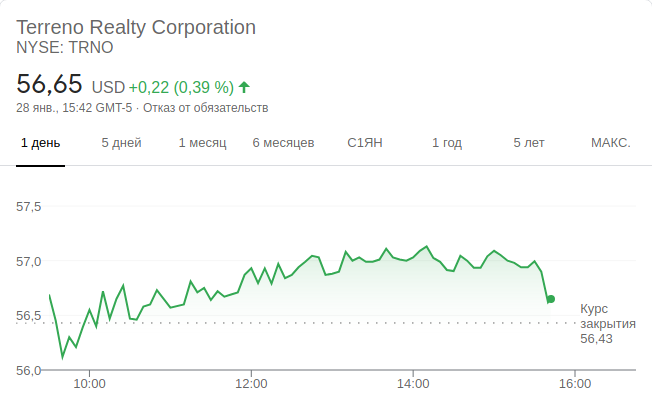 Terreno Realty Corporation
NYSE: TRNO
56,65 USD +0,22 (0,39 %)
28 янв., 15:42 GMT-5 · Отказ от обязательств
1 день 5 дней 1 месяц 6 месяцев С1ЯН 1 год 5 лет МАКС.
57,5
57,0
56,5
56,0
Курс
закрытия
56,43
10:00 12:00 14:00 16:00